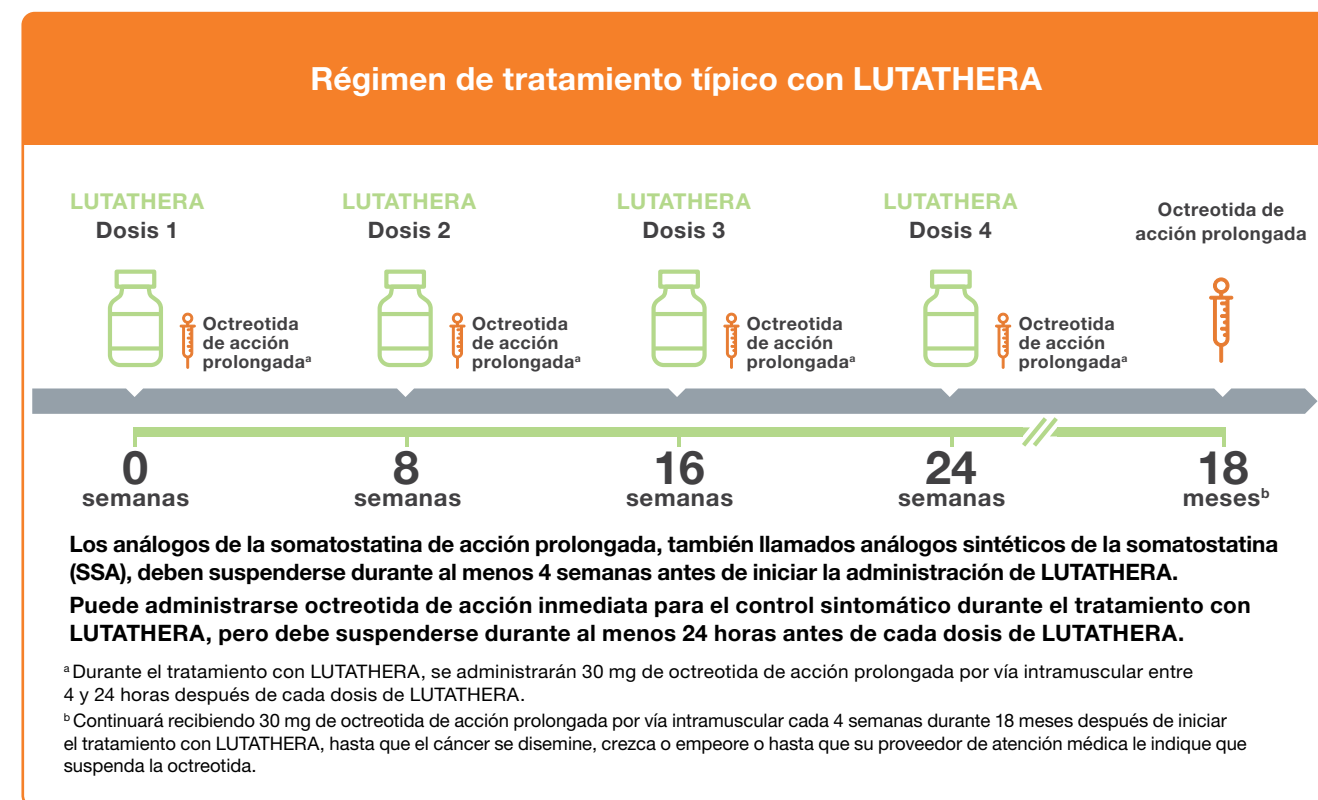 Régimen de tratamiento típico con LUTATHERA
LUTATHERA
Dosis 1
Octreotida
de acción
prolongadaᵃ
LUTATHERA
Dosis 2
Octreotida
de acción
prolongadaᵃ
LUTATHERA
Dosis 3
Octreotida
de acción
prolongadaᵃ
LUTATHERA
Dosis 4
Octreotida
de acción
prolongadaᵃ
Octreotida de
acción prolongada
0
semanas
8
semanas
16
semanas
24
semanas
18
mesesᵇ
Los análogos de la somatostatina de acción prolongada, también llamados análogos sintéticos de la somatostatina
(SSA), deben suspenderse durante al menos 4 semanas antes de iniciar la administración de LUTATHERA.
Puede administrarse octreotida de acción inmediata para el control sintomático durante el tratamiento con
LUTATHERA, pero debe suspenderse durante al menos 24 horas antes de cada dosis de LUTATHERA.
ᵃ Durante el tratamiento con LUTATHERA, se administrarán 30 mg de octreotida de acción prolongada por vía intramuscular entre
4 y 24 horas después de cada dosis de LUTATHERA.
ᵇ Continuará recibiendo 30 mg de octreotida de acción prolongada por vía intramuscular cada 4 semanas durante 18 meses después de iniciar
el tratamiento con LUTATHERA, hasta que el cáncer se disemine, crezca o empeore o hasta que su proveedor de atención médica le indique que
suspenda la octreotida.